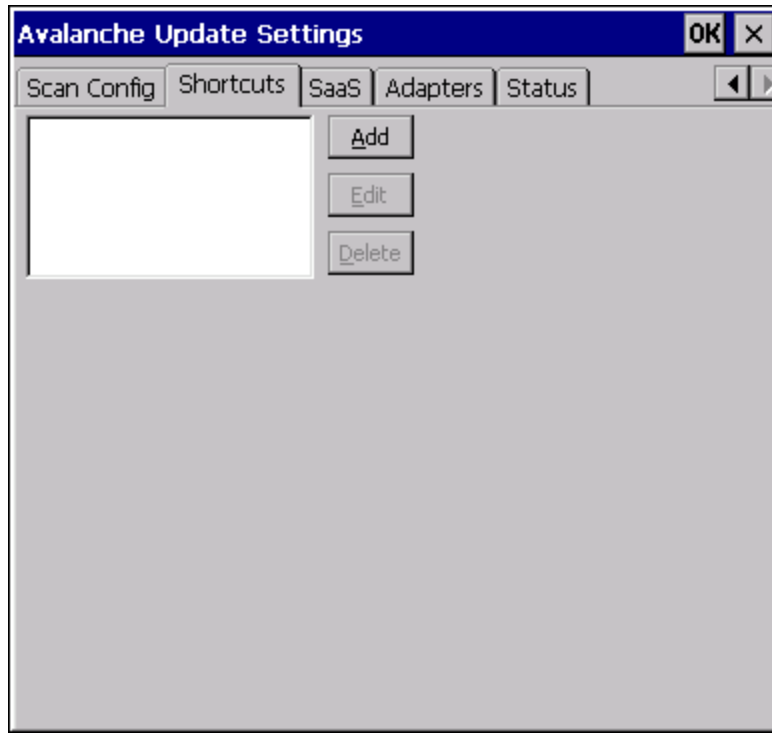 Avalanche Update Settings OK ×
Scan Config Shortcuts SaaS Adapters Status
Add
Edit
Delete